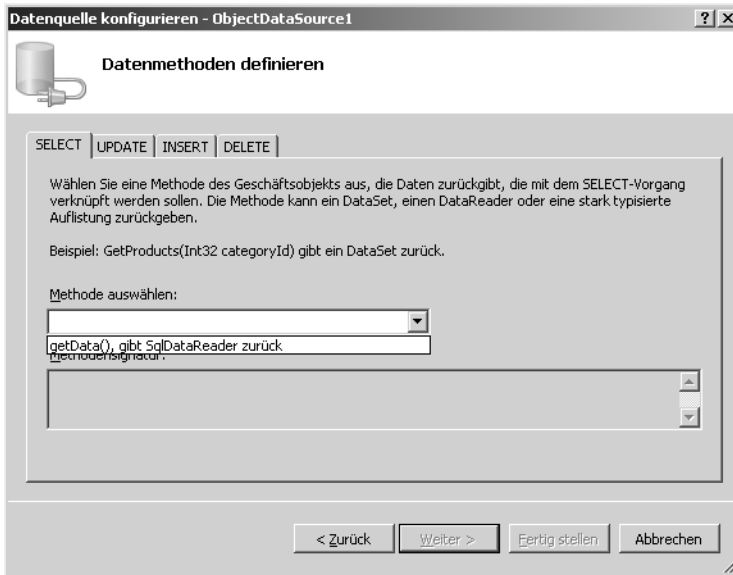 Datenquelle konfigurieren - ObjectDataSource1
Datenmethoden definieren
SELECT UPDATE INSERT DELETE
Wählen Sie eine Methode des Geschäftsobjekts aus, die Daten zurückgibt, die mit dem SELECT-Vorgang
verknüpft werden sollen. Die Methode kann ein DataSet, einen DataReader oder eine stark typisierte
Auflistung zurückgeben.
Beispiel: GetProducts(Int32 categoryId) gibt ein DataSet zurück.
Methode auswählen:
getData(), gibt SqlDataReader zurück
Methodensignatur:
< Zurück Weiter > Fertig stellen Abbrechen